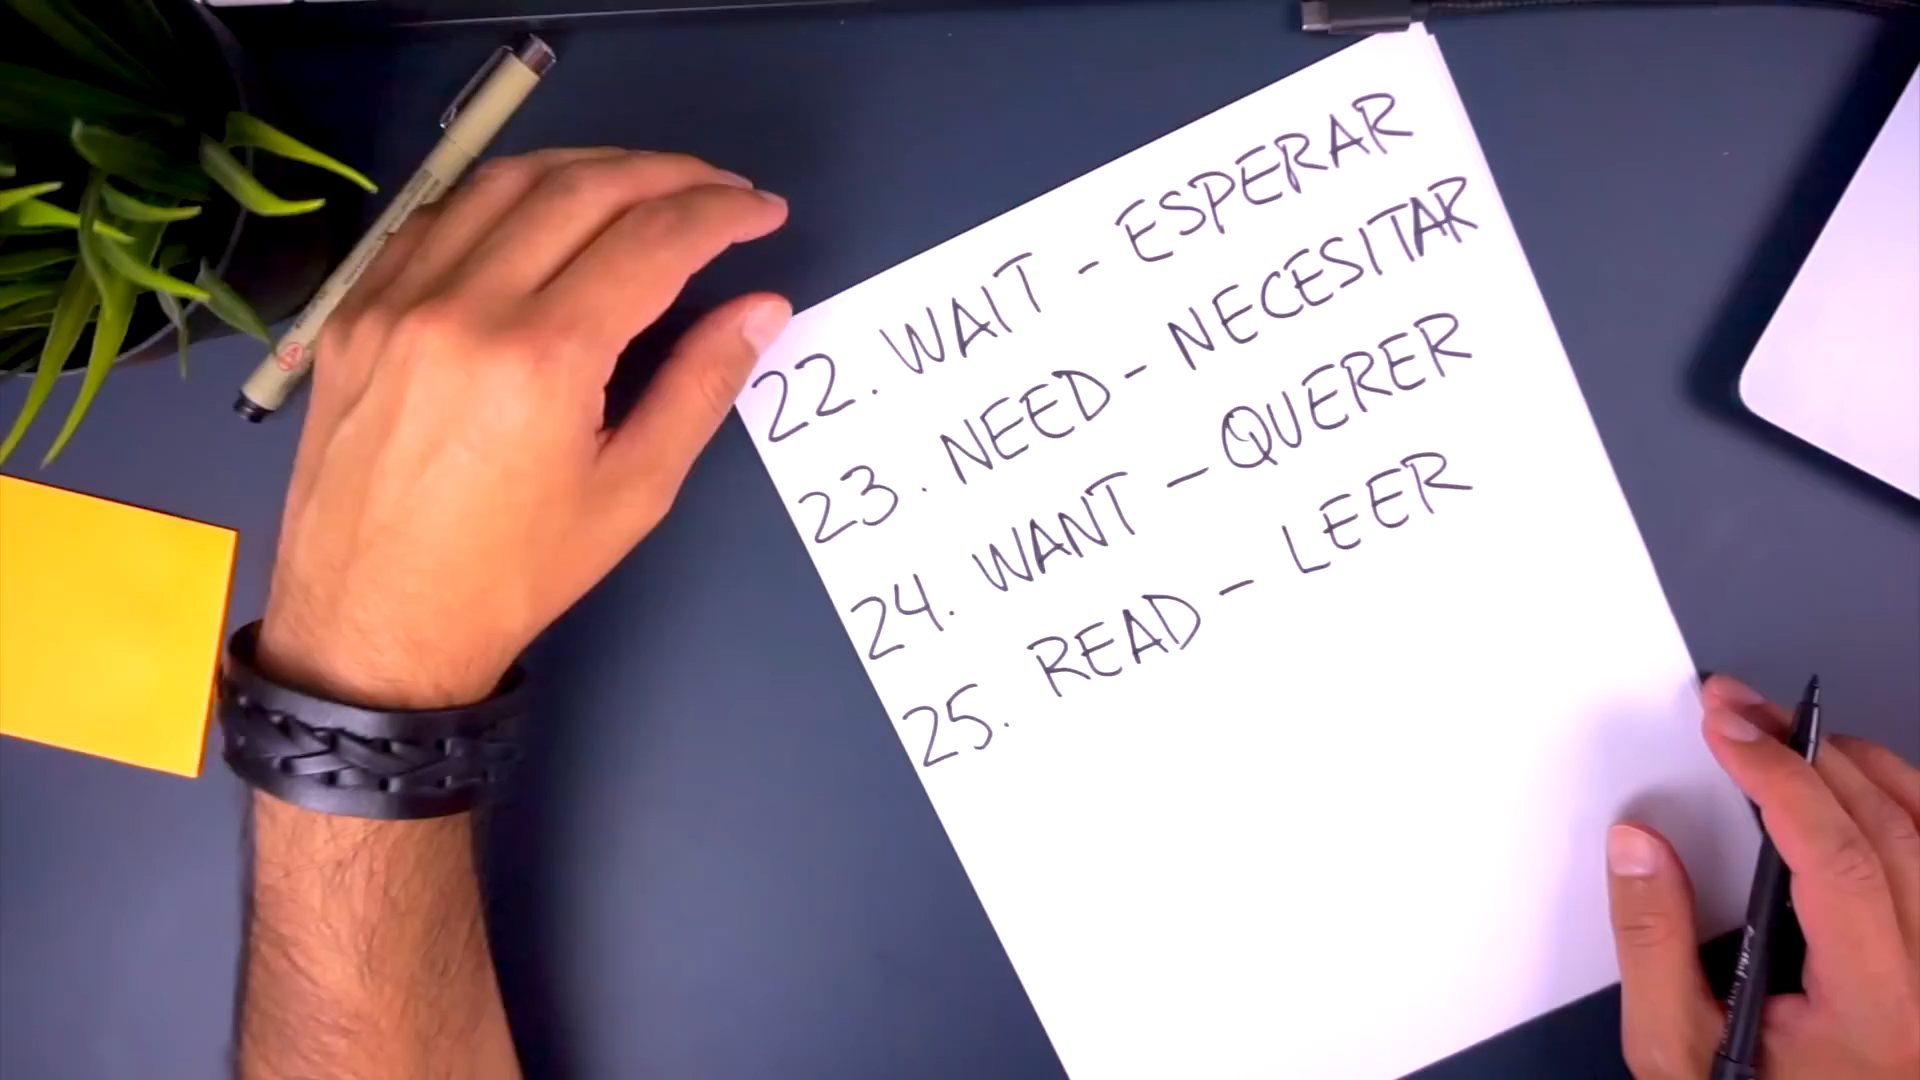 22. WAIT - ESPERAR
23. NEED - NECESITAR
24. WANT - QUERER
25. READ - LEER